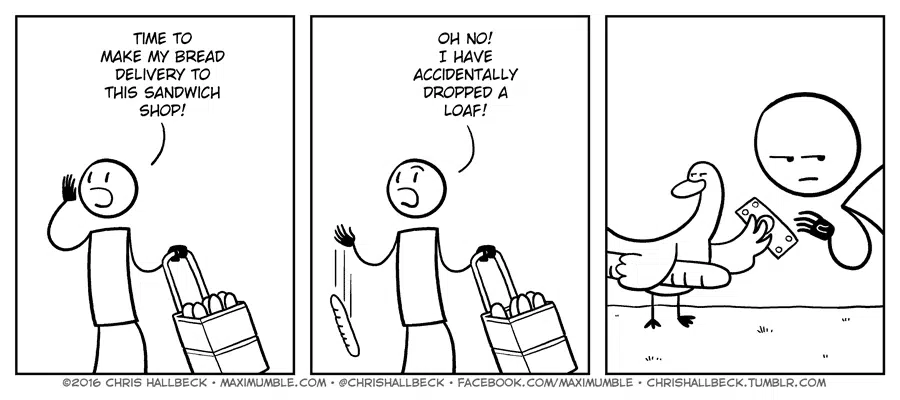 TIME TO
MAKE MY BREAD
DELIVERY TO
THIS SANDWICH
SHOP!
OH NO!
I HAVE
ACCIDENTALLY
DROPPED A
LOAF!
©2016 CHRIS HALLBECK • MAXIMUMBLE.COM • @CHRISHALLBECK • FACEBOOK.COM/MAXIMUMBLE • CHRISHALLBECK.TUMBLR.COM